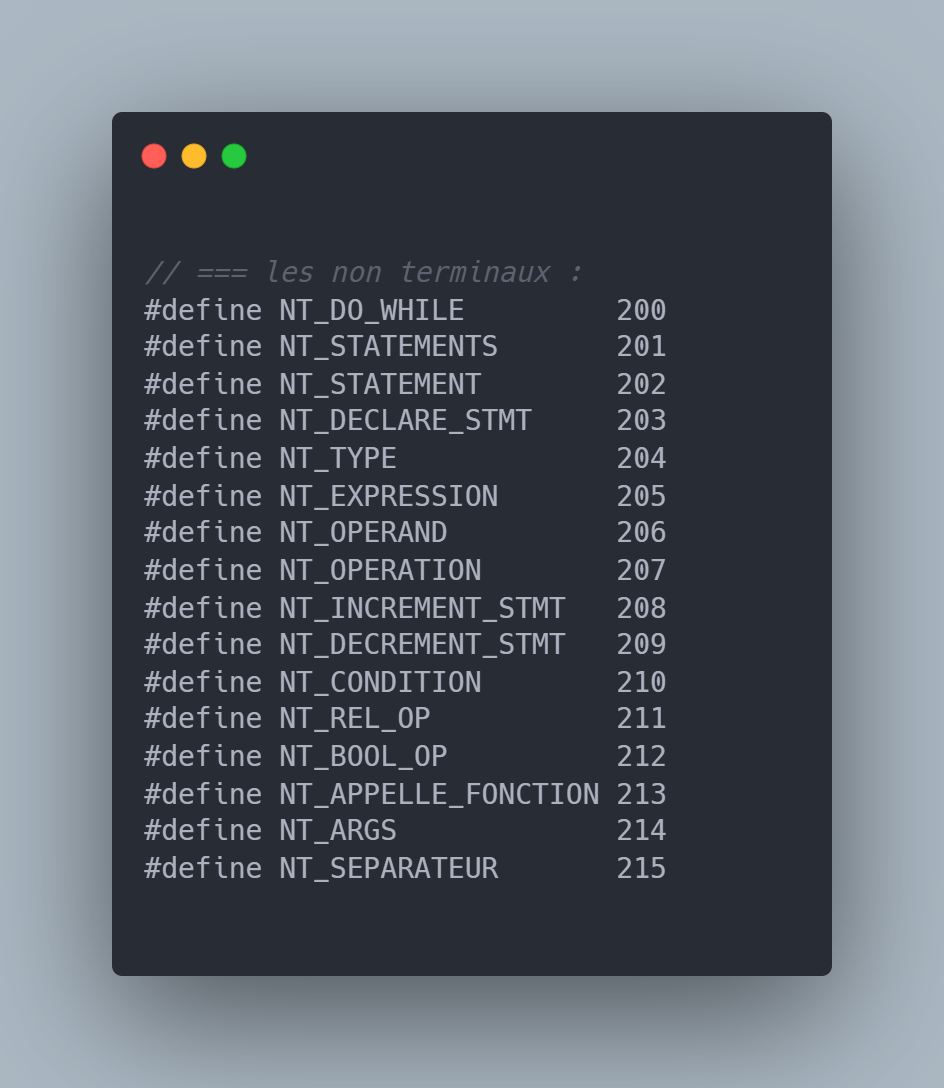 // === les non terminaux :
#define NT_DO_WHILE         200
#define NT_STATEMENTS       201
#define NT_STATEMENT        202
#define NT_DECLARE_STMT     203
#define NT_TYPE             204
#define NT_EXPRESSION       205
#define NT_OPERAND          206
#define NT_OPERATION        207
#define NT_INCREMENT_STMT   208
#define NT_DECREMENT_STMT   209
#define NT_CONDITION        210
#define NT_REL_OP           211
#define NT_BOOL_OP          212
#define NT_APPELLE_FONCTION 213
#define NT_ARGS             214
#define NT_SEPARATEUR       215